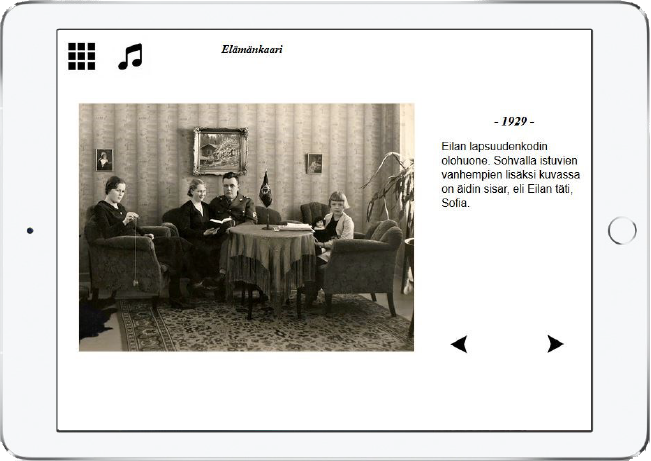 Elämänkaari
- 1929 -
Eilan lapsuudenkodin
olohuone. Sohvalla istuvien
vanhempien lisäksi kuvassa
on äidin sisar, eli Eilan täti,
Sofia.